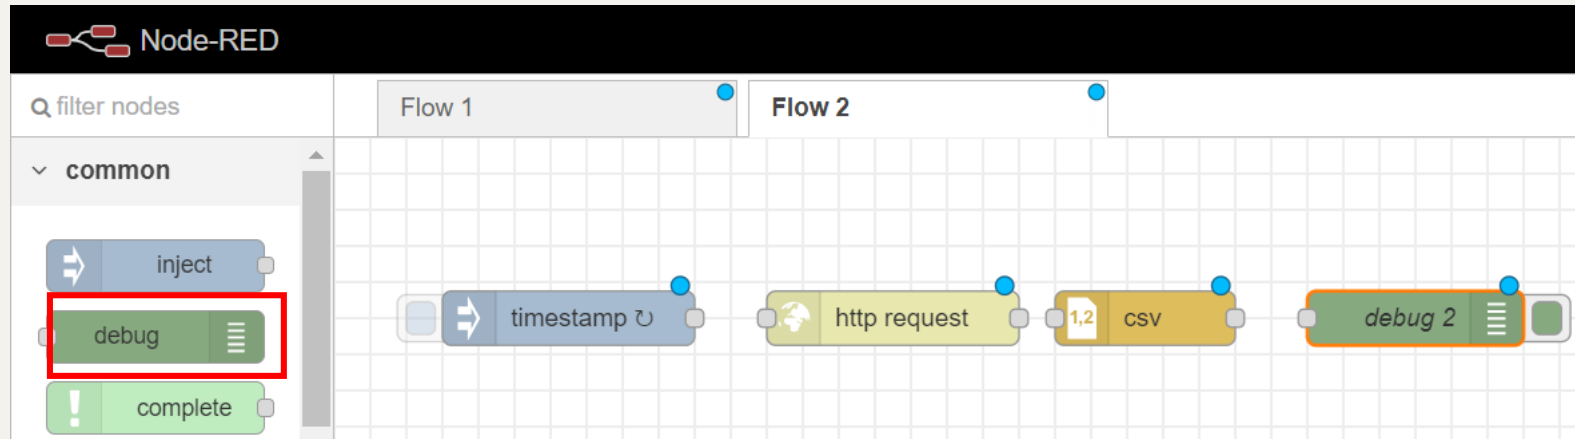 Node-RED
filter nodes
Flow 1
Flow 2
common
inject
debug
complete
timestamp ↻
http request
1,2
csv
debug 2